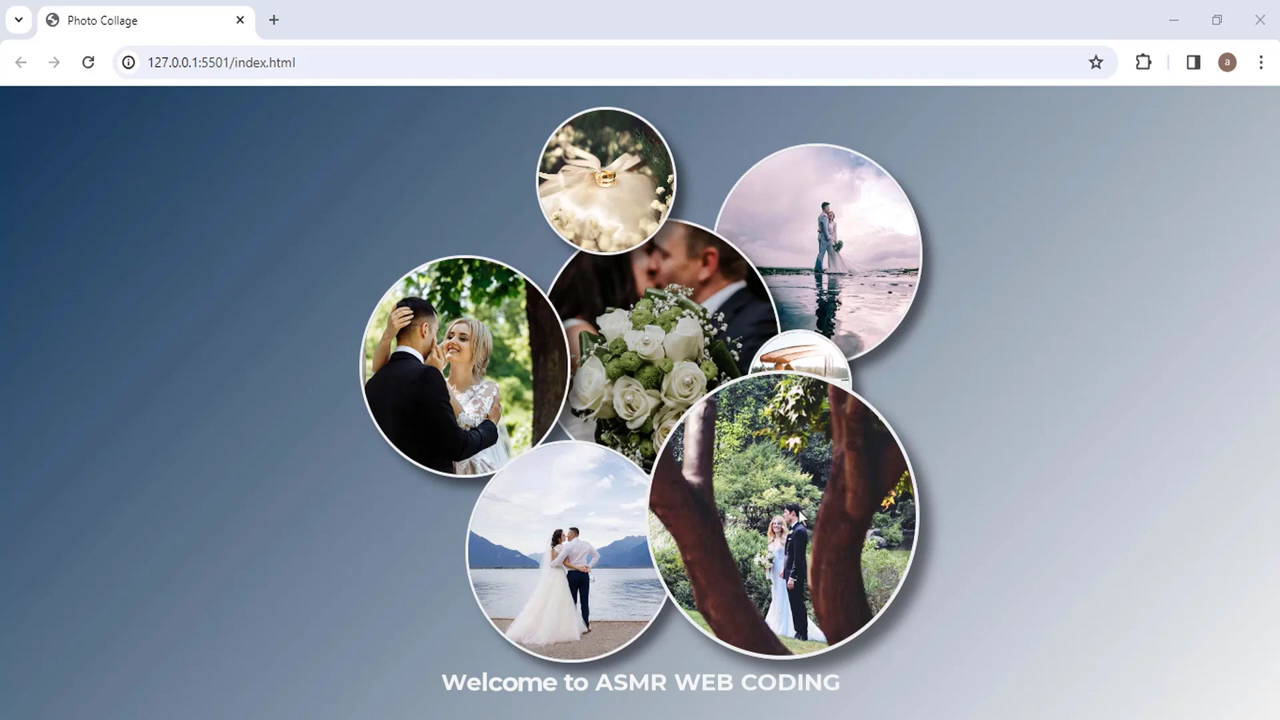 Photo Collage
127.0.0.1:5501/index.html
a
Welcome to ASMR WEB CODING